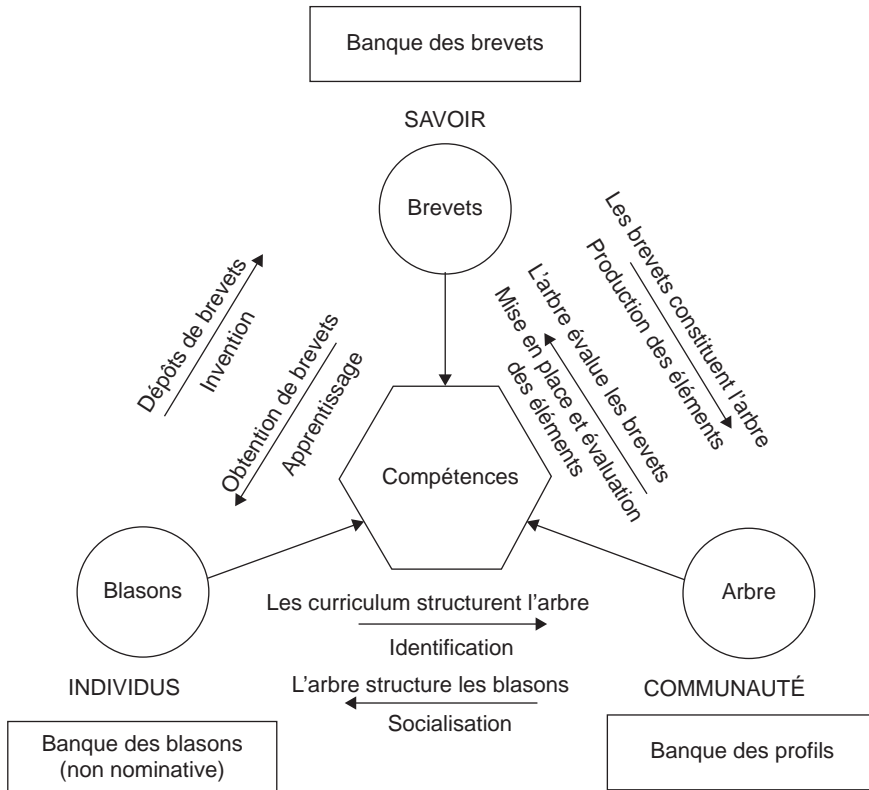 Banque des brevets
SAVOIR
Brevets
Dépôts de brevets
Invention
Obtention de brevets
Apprentissage
Les brevets constituent l'arbre
Production des éléments
L'arbre évalue les brevets
Mise en place et évaluation
des éléments
Compétences
Blasons
Arbre
Les curriculum structurent l'arbre
Identification
INDIVIDUS
L'arbre structure les blasons
COMMUNAUTÉ
Socialisation
Banque des blasons
(non nominative)
Banque des profils